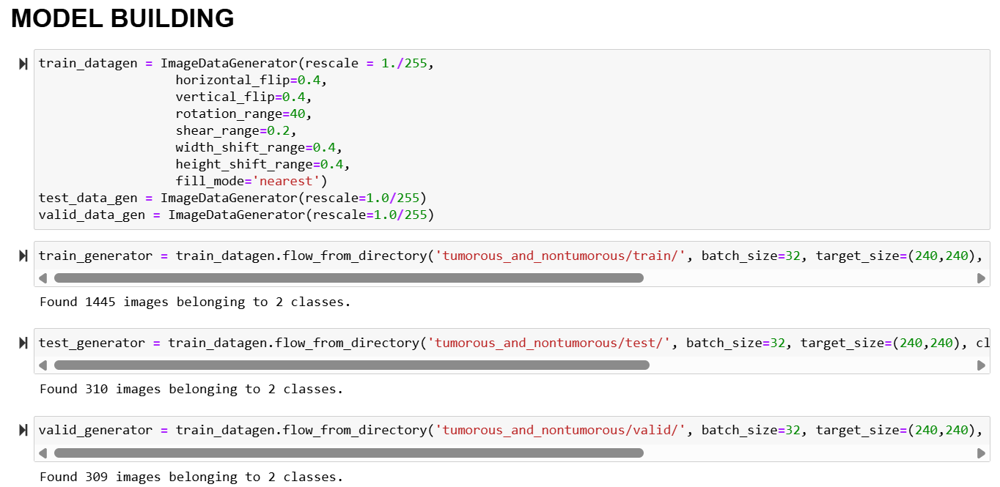 MODEL BUILDING
train_datagen = ImageDataGenerator(rescale = 1./255,
horizontal_flip=0.4,
vertical_flip=0.4,
rotation_range=40,
shear_range=0.2,
width_shift_range=0.4,
height_shift_range=0.4,
fill_mode='nearest')
test_data_gen = ImageDataGenerator(rescale=1.0/255)
valid_data_gen = ImageDataGenerator(rescale=1.0/255)
train_generator = train_datagen.flow_from_directory('tumorous_and_nontumorous/train/', batch_size=32, target_size=(240,240),
Found 1445 images belonging to 2 classes.
test_generator = train_datagen.flow_from_directory('tumorous_and_nontumorous/test/', batch_size=32, target_size=(240,240), cl
Found 310 images belonging to 2 classes.
valid_generator = train_datagen.flow_from_directory('tumorous_and_nontumorous/valid/', batch_size=32, target_size=(240,240),
Found 309 images belonging to 2 classes.